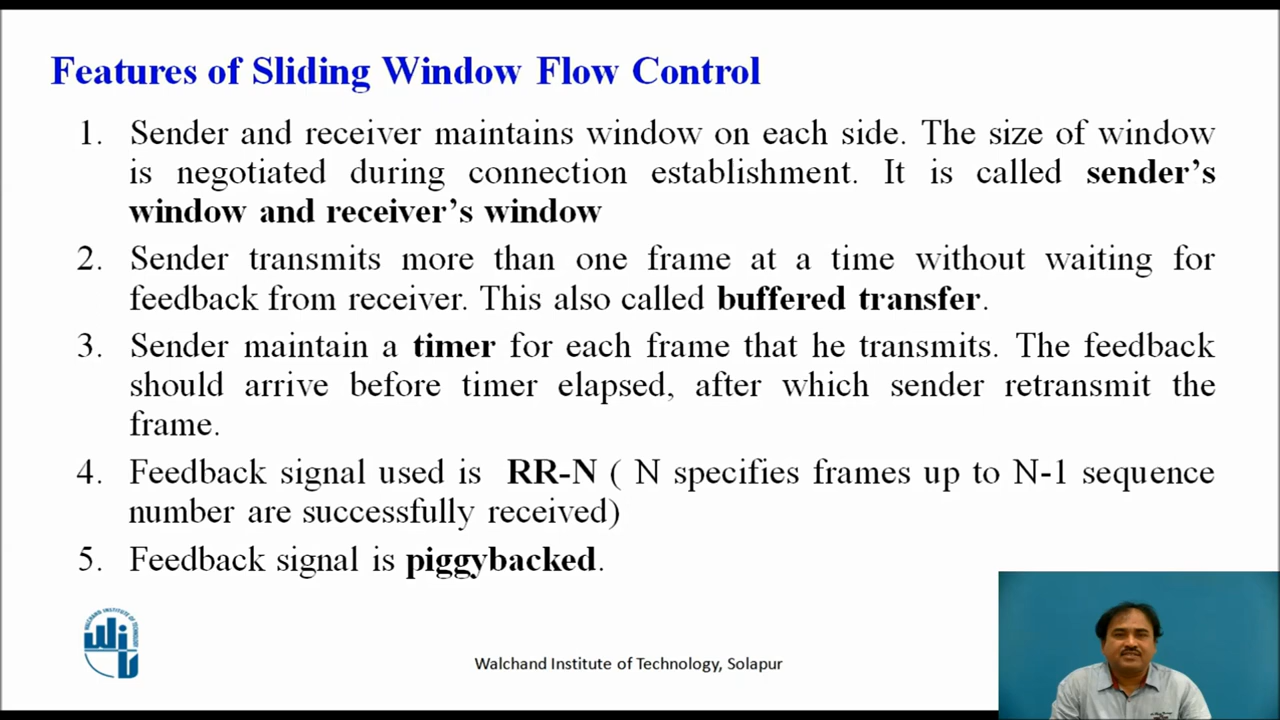 Features of Sliding Window Flow Control
1. Sender and receiver maintains window on each side. The size of window
is negotiated during connection establishment. It is called sender's
window and receiver's window
2. Sender transmits more than one frame at a time without waiting for
feedback from receiver. This also called buffered transfer.
3. Sender maintain a timer for each frame that he transmits. The feedback
should arrive before timer elapsed, after which sender retransmit the
frame.
4. Feedback signal used is RR-N ( N specifies frames up to N-1 sequence
number are successfully received)
5. Feedback signal is piggybacked.
WALCHAND INSTITUTE OF TECHNOLOGY
WIT
Walchand Institute of Technology, Solapur